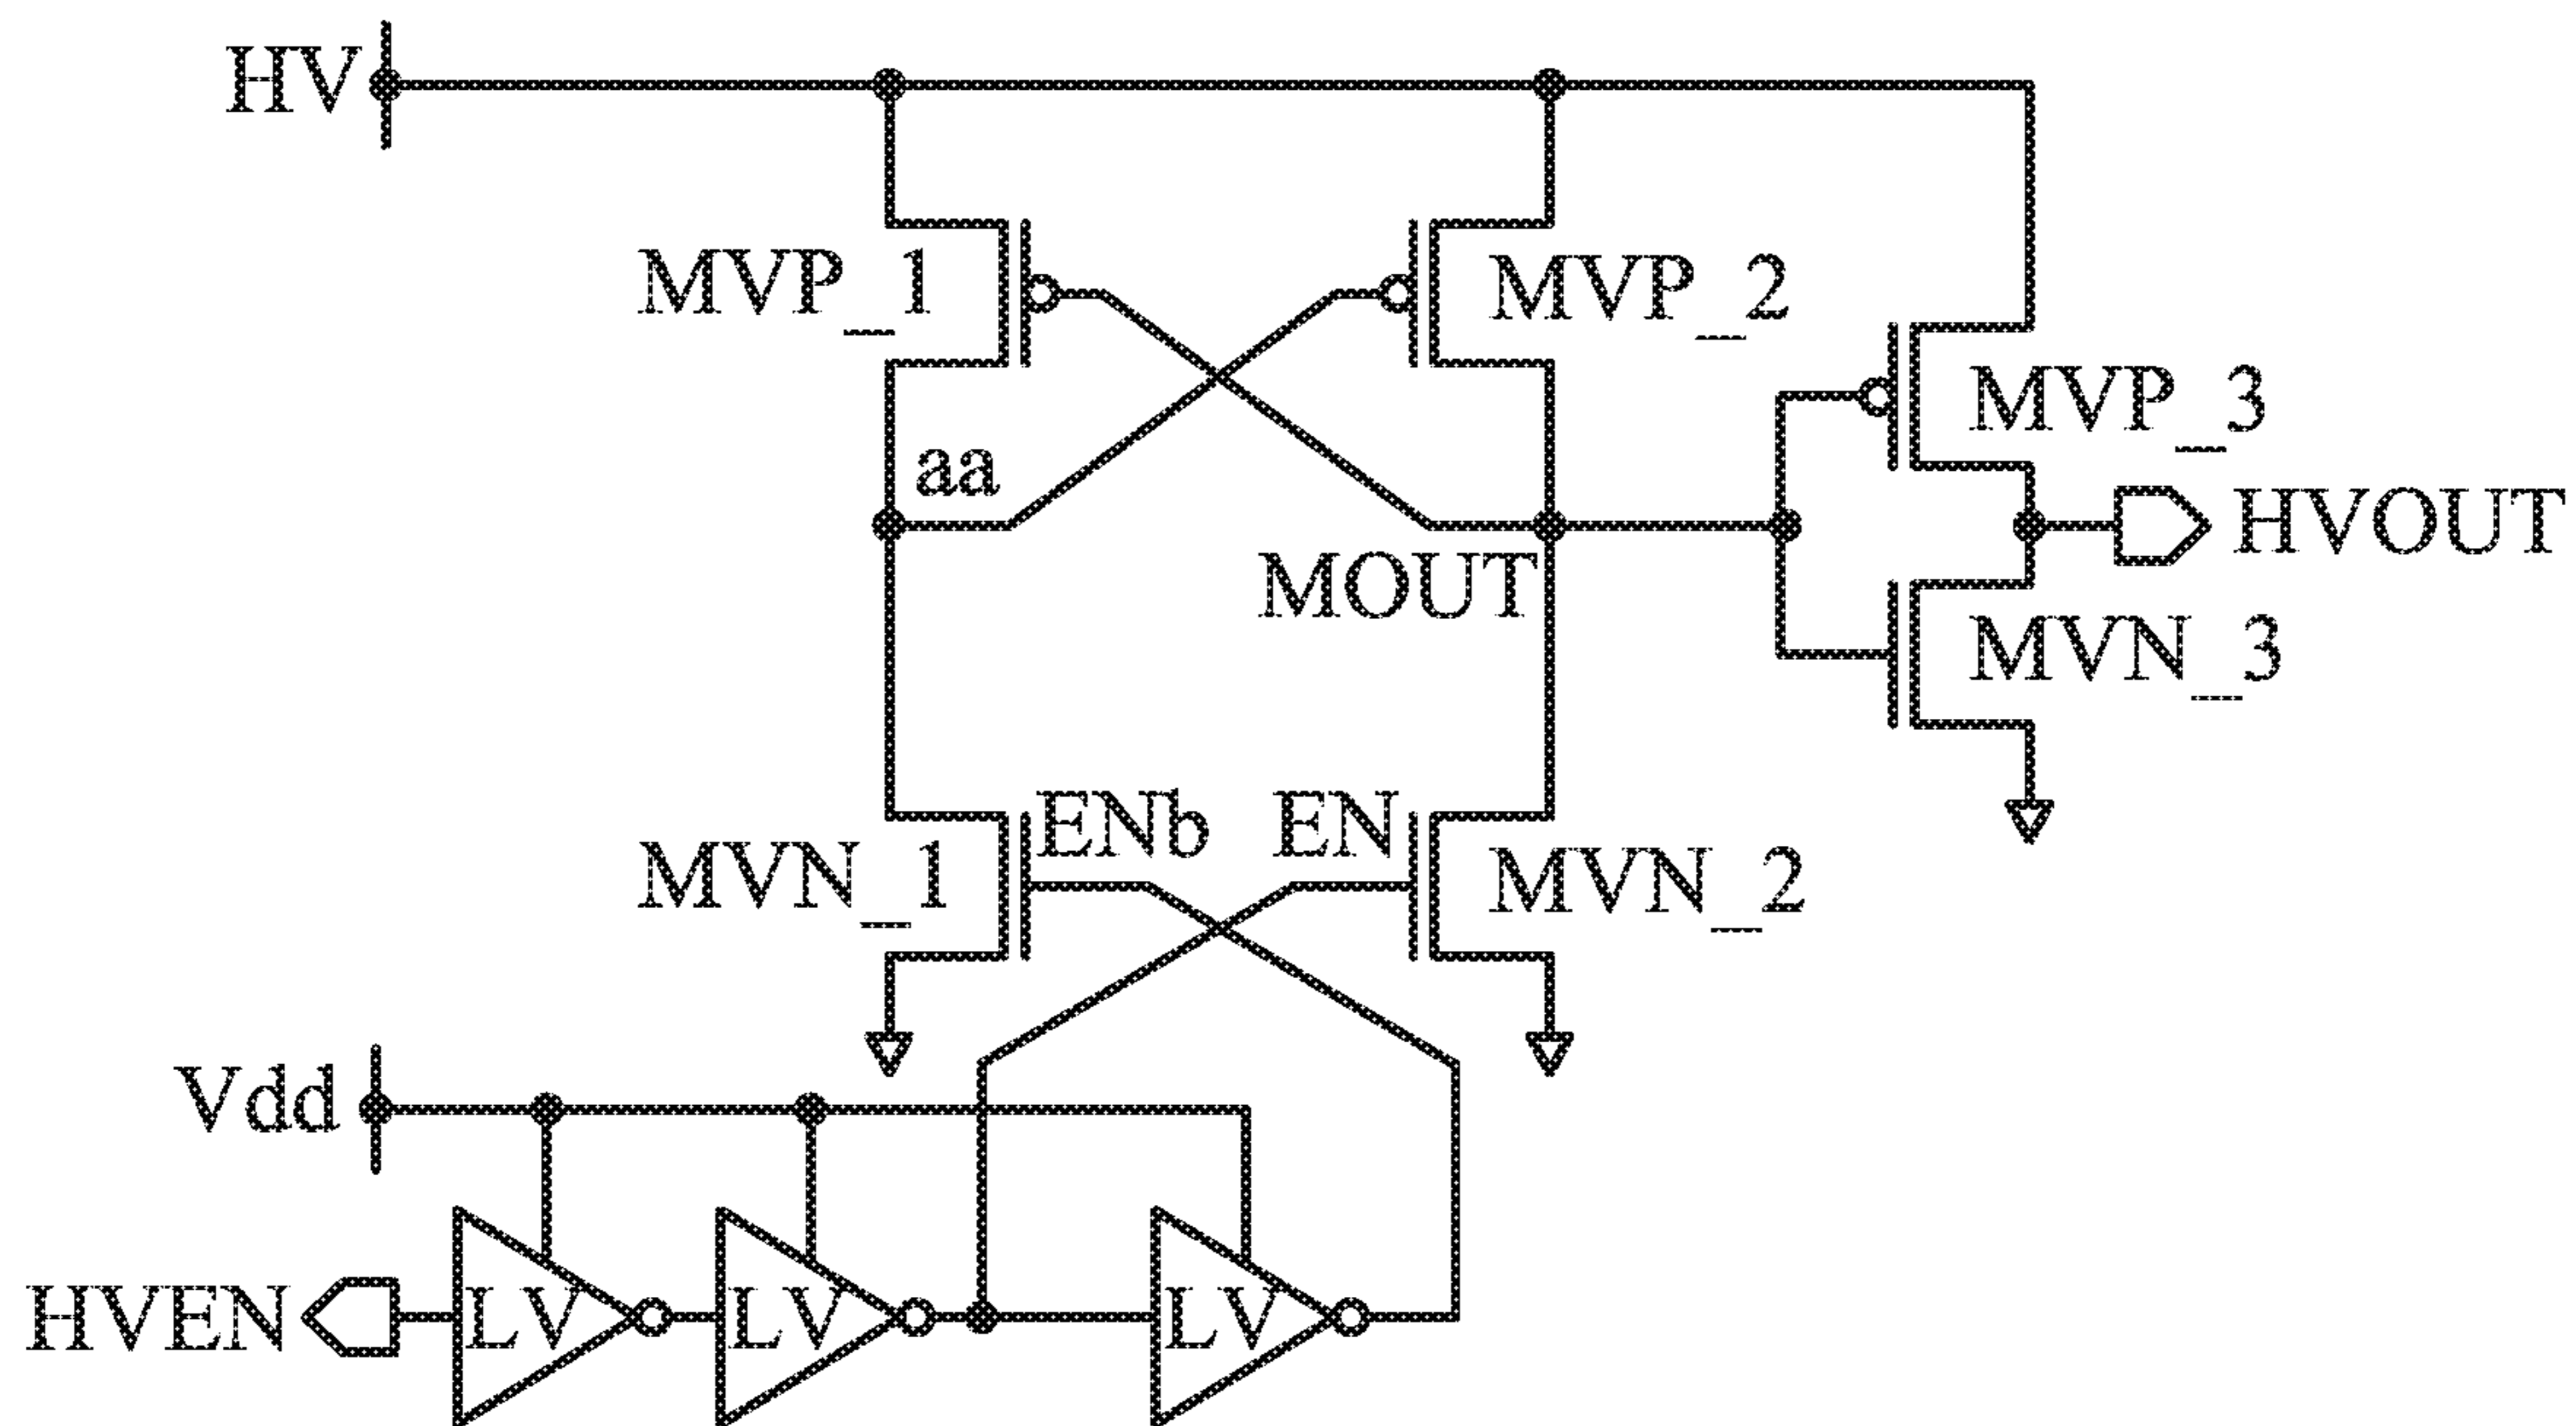 HV
MVP_1
MVP_2
MVP_3
aa
HVOUT
MOUT
MVN_3
ENb
EN
MVN_1
MVN_2
Vdd
HVEN
LV
LV
LV